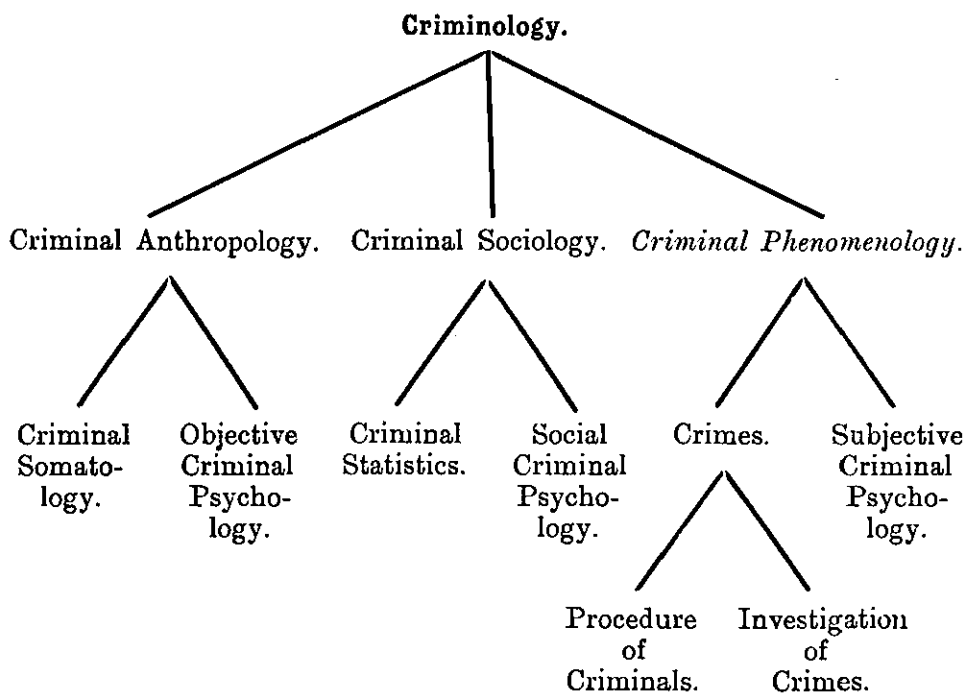 Criminology.
Criminal Anthropology. Criminal Sociology. Criminal Phenomenology.
Criminal
Somato-
logy.
Objective
Criminal
Psycho-
logy.
Criminal
Statistics.
Social
Criminal
Psycho-
logy.
Crimes.
Subjective
Criminal
Psycho-
logy.
Procedure
of
Criminals.
Investigation
of
Crimes.